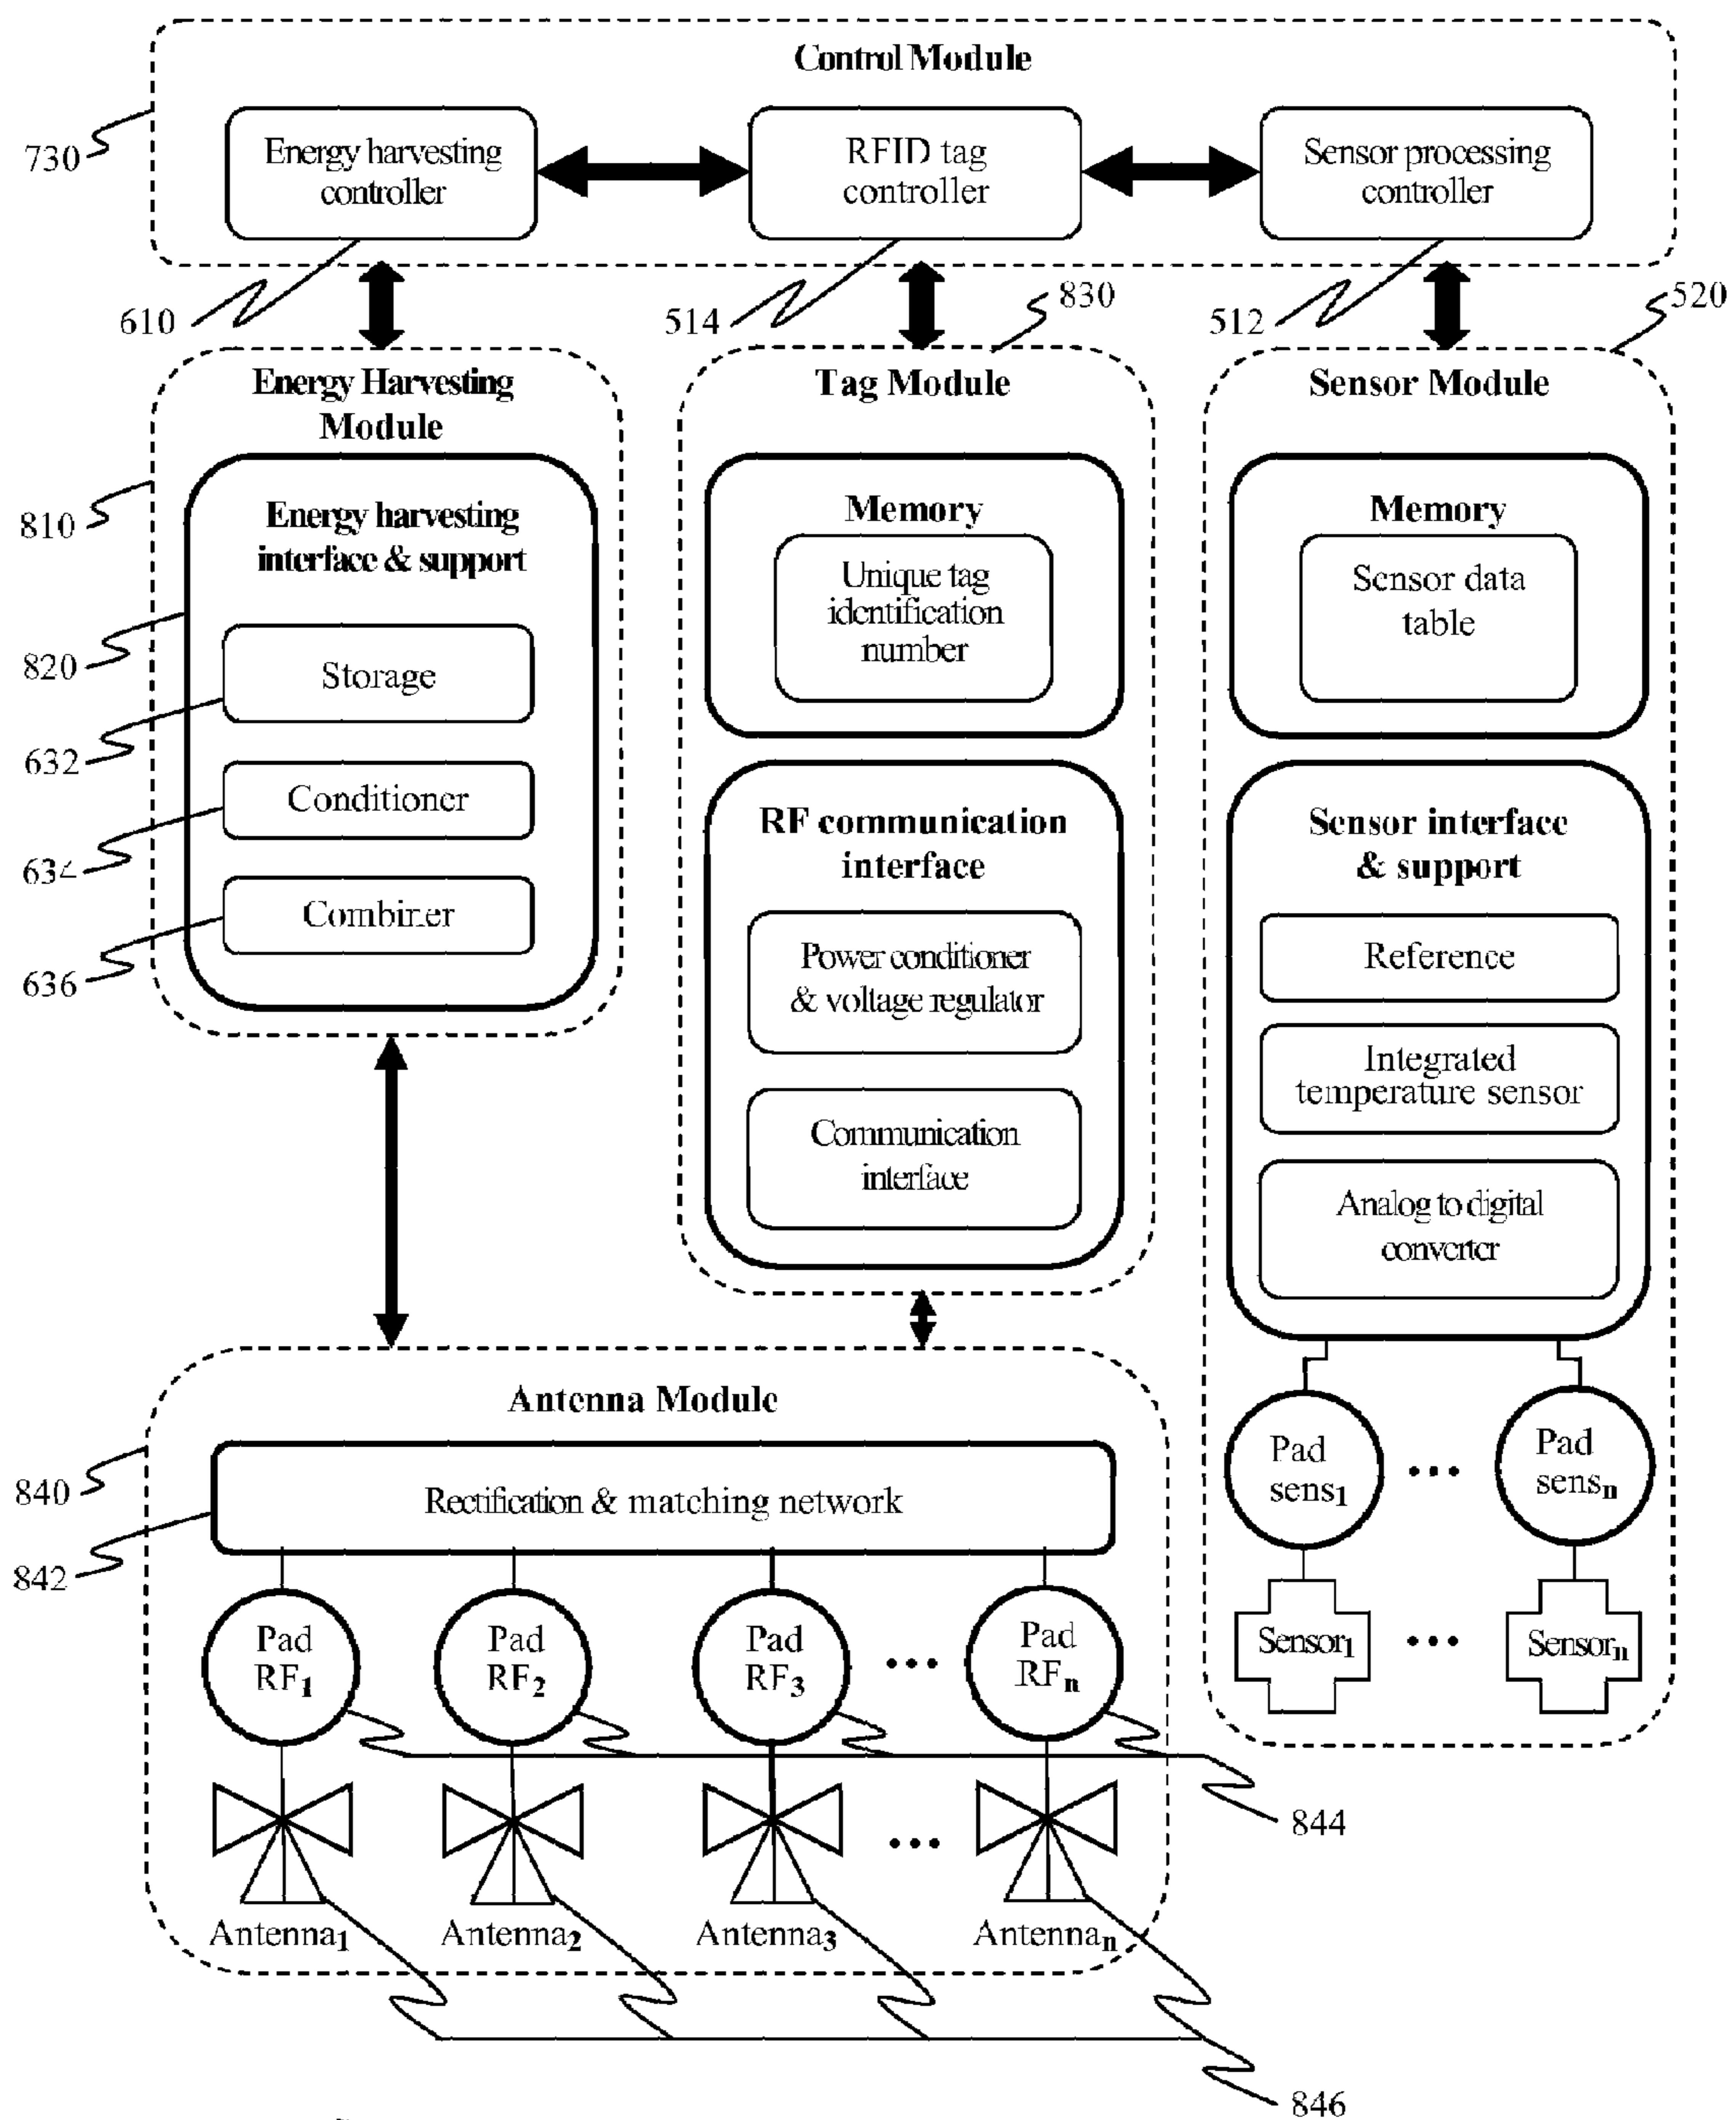 Control Module
730
Energy harvesting
controller
RFID tag
controller
Sensor processing
controller
610
514
830
512
520
Energy Harvesting
Module
810
Energy harvesting
interface & support
820
Storage
632
Conditioner
634
Combiner
636
Tag Module
Memory
Unique tag
identification
number
RF communication
interface
Power conditioner
& voltage regulator
Communication
interface
Sensor Module
Memory
Sensor data
table
Sensor interface
& support
Reference
Integrated
temperature sensor
Analog to digital
converter
Pad
sens1
...
Pad
sensn
Sensor1
...
Sensorn
Antenna Module
840
Rectification & matching network
842
Pad
RF1
Pad
RF2
Pad
RF3
...
Pad
RFn
844
...
Antenna1
Antenna2
Antenna3
Antennan
846